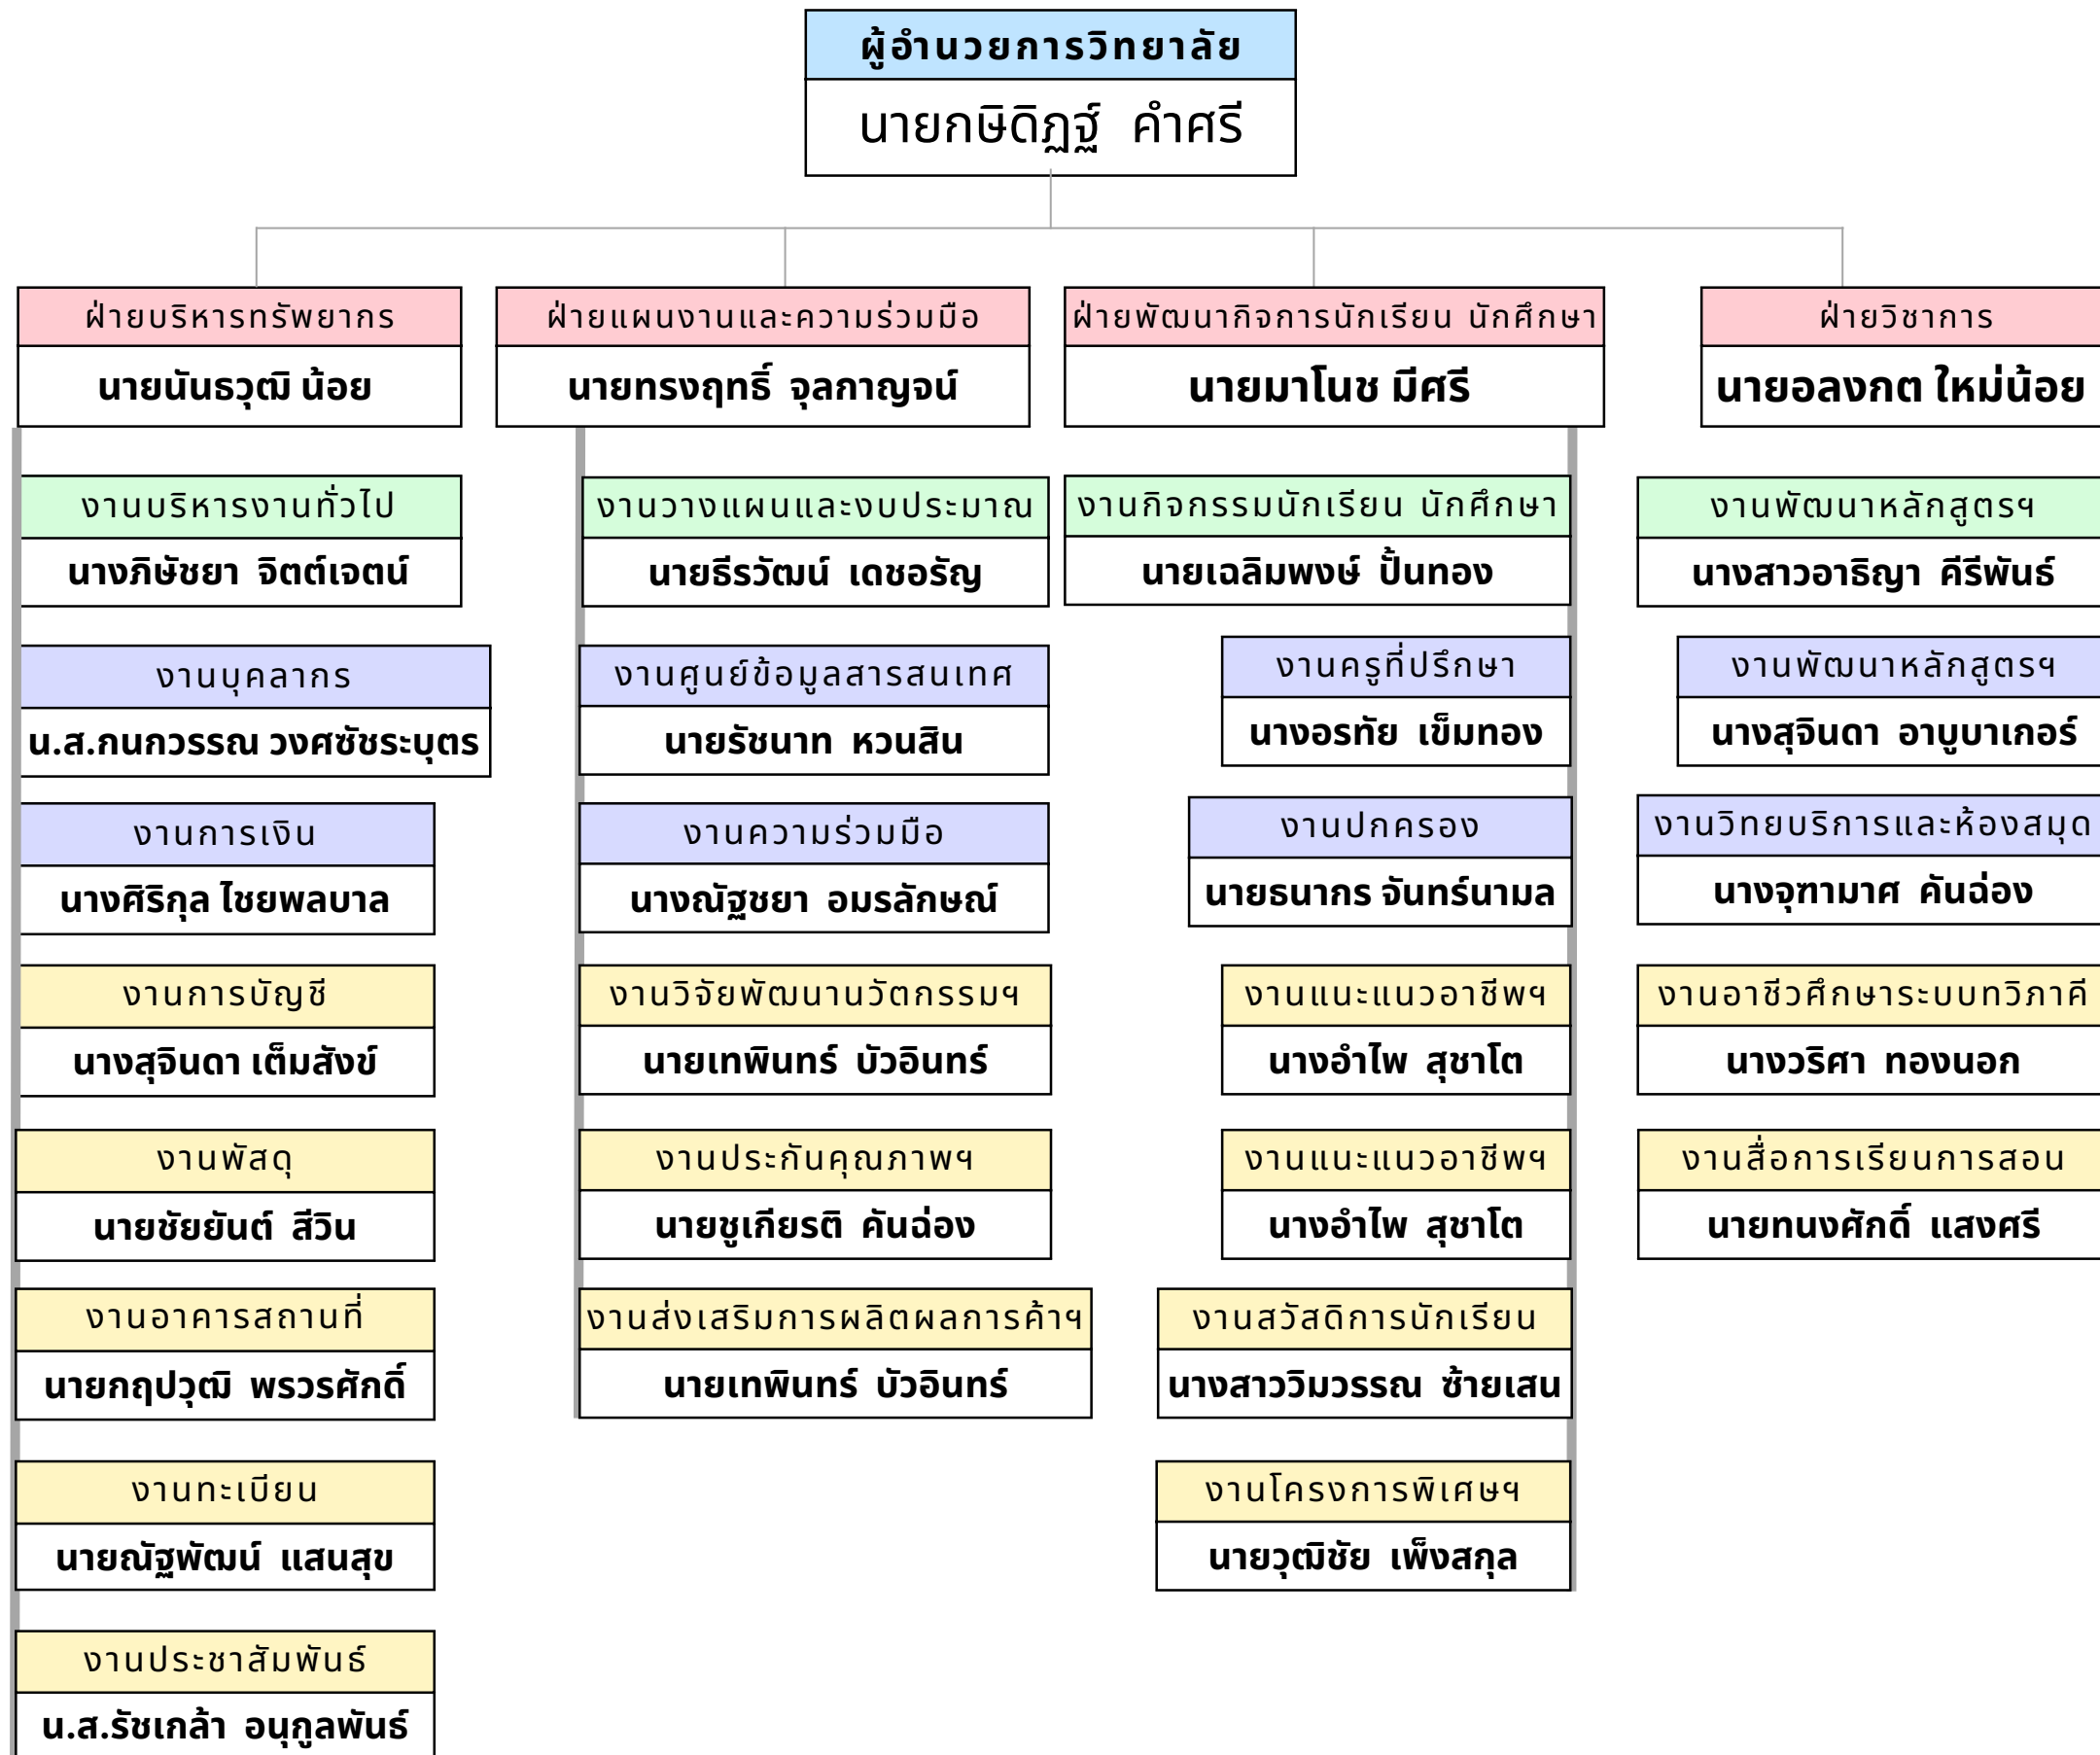 ผู้อำนวยการวิทยาลัย
นายกษิดิฏฐ์ คำศรี
ฝ่ายบริหารทรัพยากร
นายนันธวุฒิ น้อย
งานบริหารงานทั่วไป
นางภิษัชยา จิตต์เจตน์
งานบุคลากร
น.ส.กนกวรรณ วงศซัชระบุตร
งานการเงิน
นางศิริกุล ไชยพลบาล
งานการบัญชี
นางสุจินดา เต็มสังข์
งานพัสดุ
นายชัยยันต์ สีวิน
งานอาคารสถานที่
นายกฤปวุฒิ พรวรศักดิ์
งานทะเบียน
นายณัฐพัฒน์ แสนสุข
งานประชาสัมพันธ์
น.ส.รัชเกล้า อนุกูลพันธ์
ฝ่ายแผนงานและความร่วมมือ
นายทรงฤทธิ์ จุลกาญจน์
งานวางแผนและงบประมาณ
นายธีรวัฒน์ เดชอรัญ
งานศูนย์ข้อมูลสารสนเทศ
นายรัชนาท หวนสิน
งานความร่วมมือ
นางณัฐชยา อมรลักษณ์
งานวิจัยพัฒนานวัตกรรมฯ
นายเทพินทร์ บัวอินทร์
งานประกันคุณภาพฯ
นายชูเกียรติ คันฉ่อง
งานส่งเสริมการผลิตผลการค้าฯ
นายเทพินทร์ บัวอินทร์
ฝ่ายพัฒนากิจการนักเรียน นักศึกษา
นายมาโนช มีศรี
งานกิจกรรมนักเรียน นักศึกษา
นายเฉลิมพงษ์ ปั้นทอง
งานครูที่ปรึกษา
นางอรทัย เข็มทอง
งานปกครอง
นายธนากร จันทร์นามล
งานแนะแนวอาชีพฯ
นางอำไพ สุชาโต
งานแนะแนวอาชีพฯ
นางอำไพ สุชาโต
งานสวัสดิการนักเรียน
นางสาววิมวรรณ ซ้ายเสน
งานโครงการพิเศษฯ
นายวุฒิชัย เพ็งสกุล
ฝ่ายวิชาการ
นายอลงกต ใหม่น้อย
งานพัฒนาหลักสูตรฯ
นางสาวอาธิญา คีรีพันธ์
งานพัฒนาหลักสูตรฯ
นางสุจินดา อาบูบาเกอร์
งานวิทยบริการและห้องสมุด
นางจุฑามาศ คันฉ่อง
งานอาชีวศึกษาระบบทวิภาคี
นางวริศา ทองนอก
งานสื่อการเรียนการสอน
นายทนงศักดิ์ แสงศรี